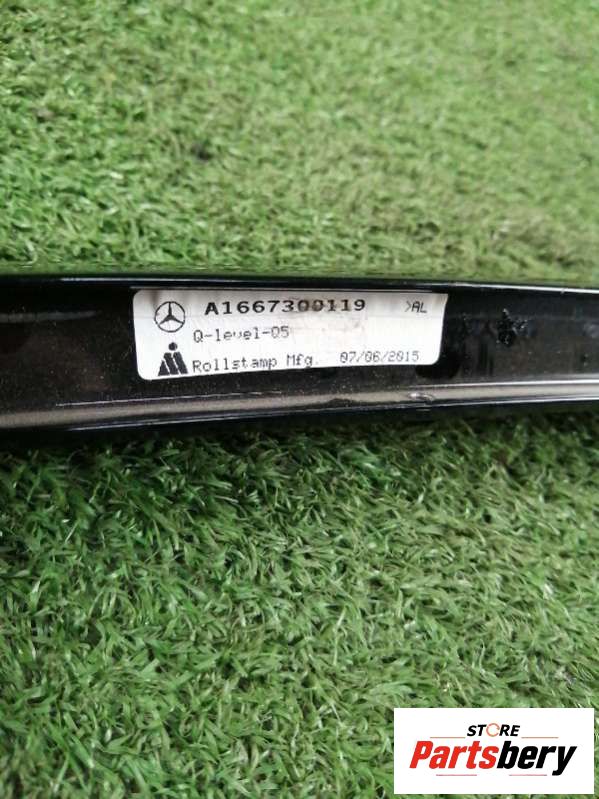 A1667300119 >AL
Q-level-05
Rollstamp Mfg. 07/06/2015
STORE
Partsbery